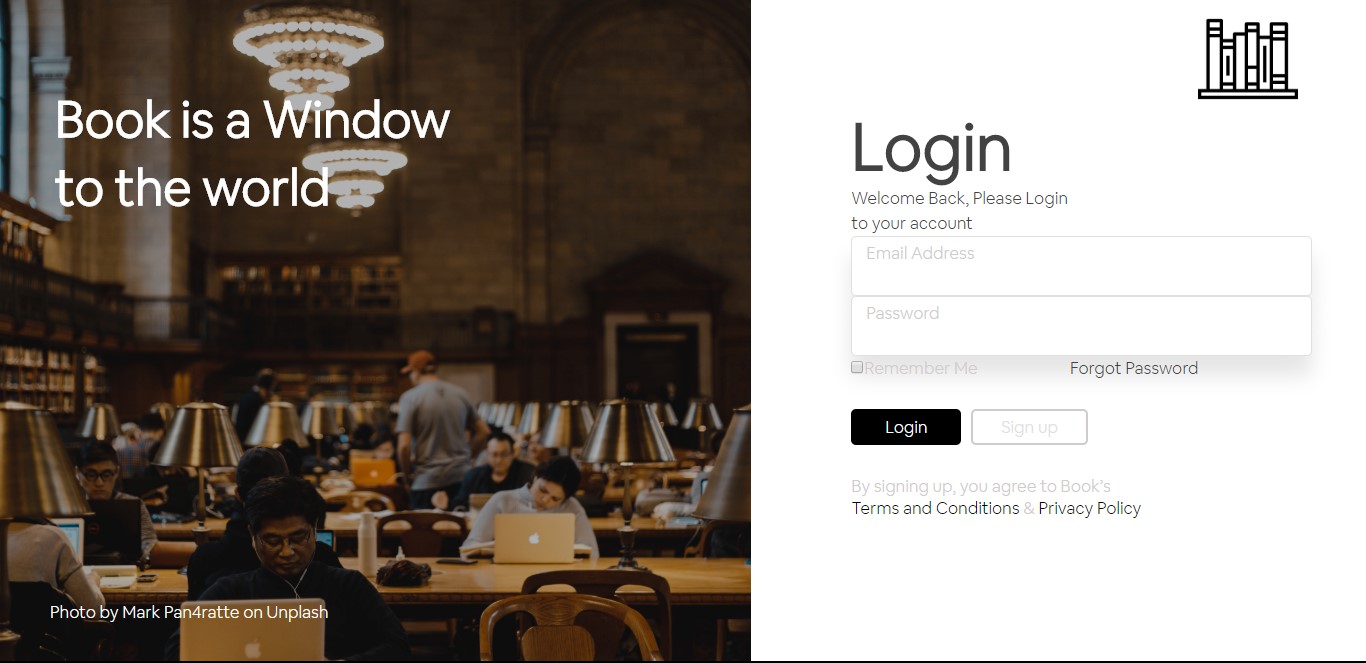 Book is a Window
to the world
Photo by Mark Pan4ratte on Unplash
Login
Welcome Back, Please Login
to your account
Email Address
Password
Remember Me
Forgot Password
Login
Sign up
By signing up, you agree to Book's
Terms and Conditions & Privacy Policy